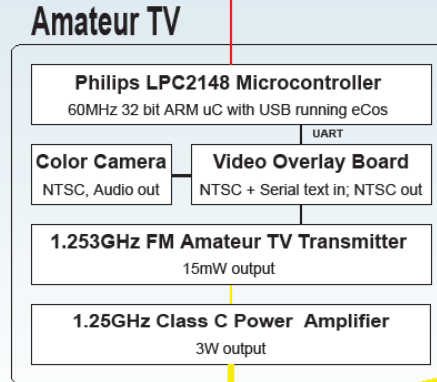 Amateur TV
Philips LPC2148 Microcontroller
60MHz 32 bit ARM uC with USB running eCos
UART
Color Camera
NTSC, Audio out
Video Overlay Board
NTSC + Serial text in; NTSC out
1.253GHz FM Amateur TV Transmitter
15mW output
1.25GHz Class C Power Amplifier
3W output